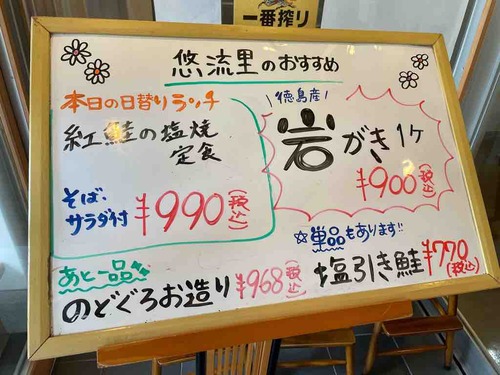 一番搾り
悠流里のおすすめ
本日の日替りランチ
紅鮭の塩焼
定食
そば、
サラダ付 ¥990(税込)
徳島産
岩がき 1ヶ
¥900(税込)
☆単品もあります!!
塩引き鮭 ¥770(税込)
あと一品
のどぐろお造り ¥968(税込)